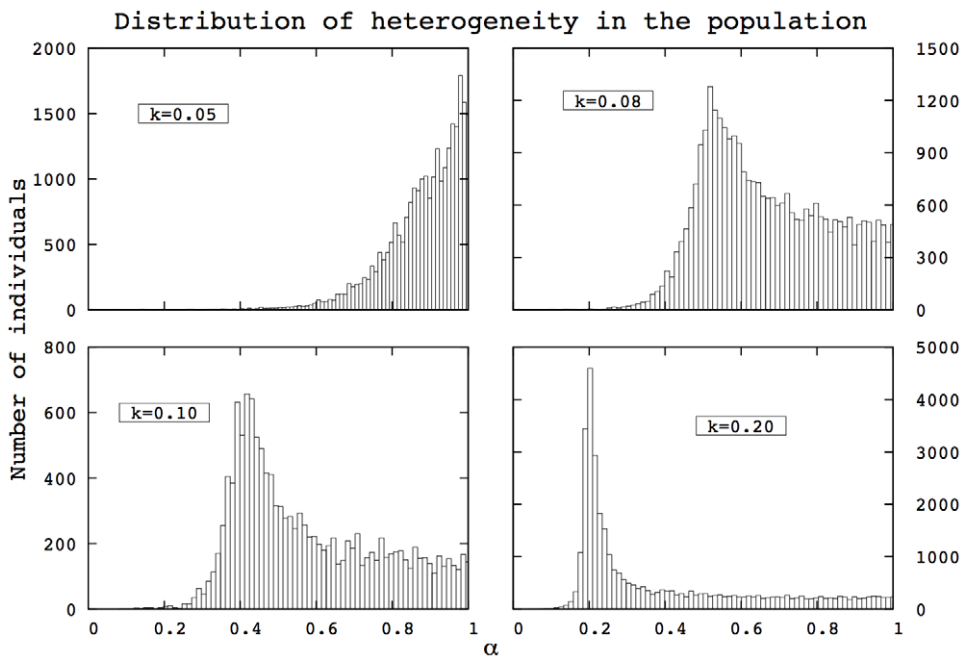 Distribution of heterogeneity in the population
Number of individuals
2000
1500
1000
500
0
k=0.05
1500
1200
900
600
300
0
k=0.08
800
600
400
200
0
k=0.10
0 0.2 0.4 0.6 0.8 1
5000
4000
3000
2000
1000
0
k=0.20
0 0.2 0.4 0.6 0.8 1
α